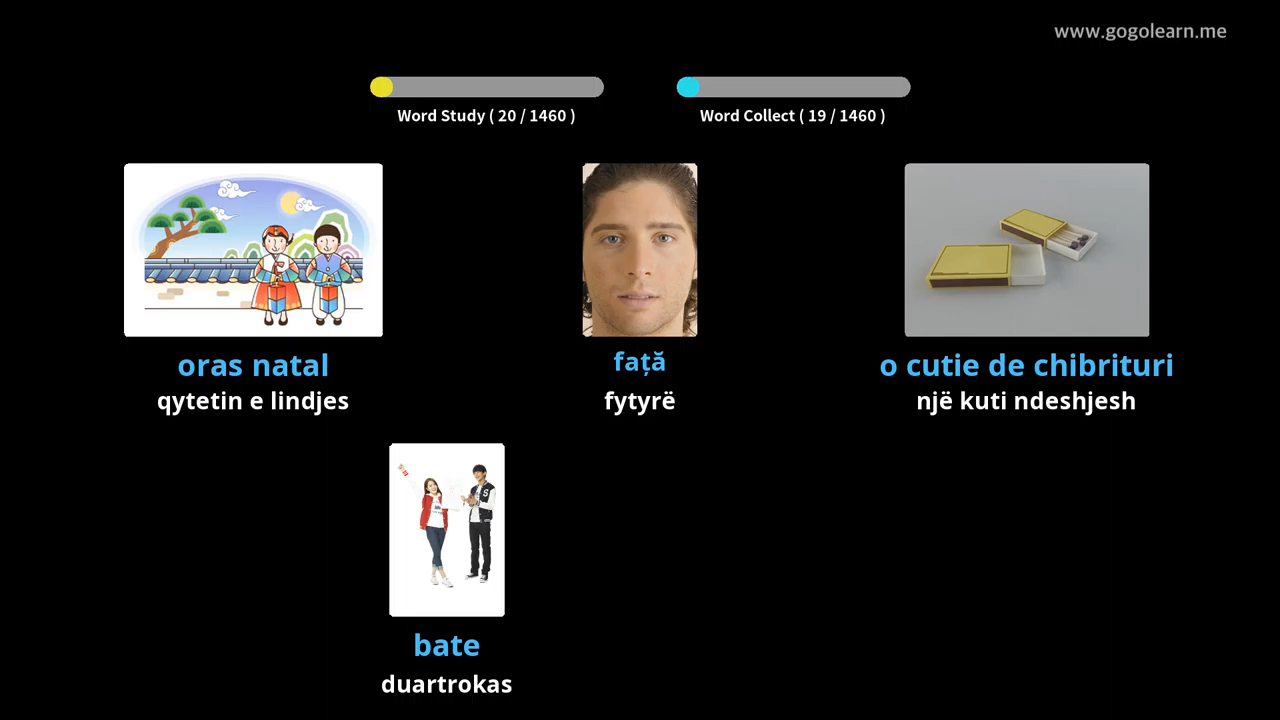 www.gogolearn.me
Word Study ( 20 / 1460 )
Word Collect ( 19 / 1460 )
oras natal
qytetin e lindjes
față
fytyrë
o cutie de chibrituri
një kuti ndeshjesh
bate
duartrokas